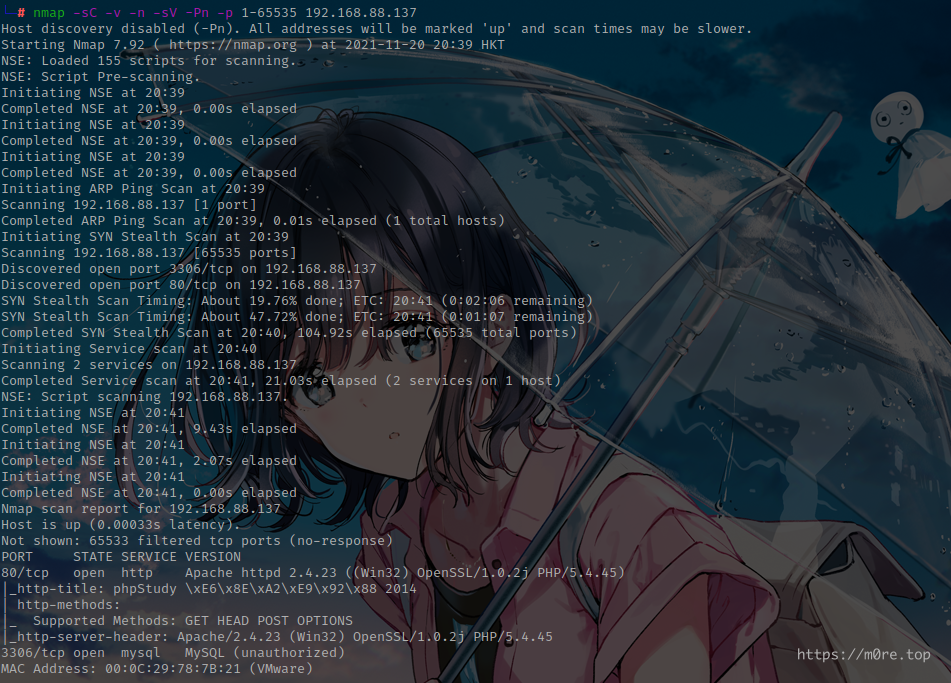 # nmap -sC -v -n -sV -Pn -p 1-65535 192.168.88.137
Host discovery disabled (-Pn). All addresses will be marked 'up' and scan times may be slower.
Starting Nmap 7.92 ( https://nmap.org ) at 2021-11-20 20:39 HKT
NSE: Loaded 155 scripts for scanning.
NSE: Script Pre-scanning.
Initiating NSE at 20:39
Completed NSE at 20:39, 0.00s elapsed
Initiating NSE at 20:39
Completed NSE at 20:39, 0.00s elapsed
Initiating NSE at 20:39
Completed NSE at 20:39, 0.00s elapsed
Initiating ARP Ping Scan at 20:39
Scanning 192.168.88.137 [1 port]
Completed ARP Ping Scan at 20:39, 0.01s elapsed (1 total hosts)
Initiating SYN Stealth Scan at 20:39
Scanning 192.168.88.137 [65535 ports]
Discovered open port 3306/tcp on 192.168.88.137
Discovered open port 80/tcp on 192.168.88.137
SYN Stealth Scan Timing: About 19.76% done; ETC: 20:41 (0:02:06 remaining)
SYN Stealth Scan Timing: About 47.72% done; ETC: 20:41 (0:01:07 remaining)
Completed SYN Stealth Scan at 20:40, 104.92s elapsed (65535 total ports)
Initiating Service scan at 20:40
Scanning 2 services on 192.168.88.137
Completed Service scan at 20:41, 21.03s elapsed (2 services on 1 host)
NSE: Script scanning 192.168.88.137.
Initiating NSE at 20:41
Completed NSE at 20:41, 9.43s elapsed
Initiating NSE at 20:41
Completed NSE at 20:41, 2.07s elapsed
Initiating NSE at 20:41
Completed NSE at 20:41, 0.00s elapsed
Nmap scan report for 192.168.88.137
Host is up (0.00033s latency).
Not shown: 65533 filtered tcp ports (no-response)
PORT     STATE SERVICE VERSION
80/tcp   open  http    Apache httpd 2.4.23 ((Win32) OpenSSL/1.0.2j PHP/5.4.45)
|_http-title: phpStudy \xE6\x8E\xA2\xE9\x92\x88 2014
| http-methods:
|_  Supported Methods: GET HEAD POST OPTIONS
|_http-server-header: Apache/2.4.23 (Win32) OpenSSL/1.0.2j PHP/5.4.45
3306/tcp open  mysql   MySQL (unauthorized)
MAC Address: 00:0C:29:78:7B:21 (VMware)
https://m0re.top